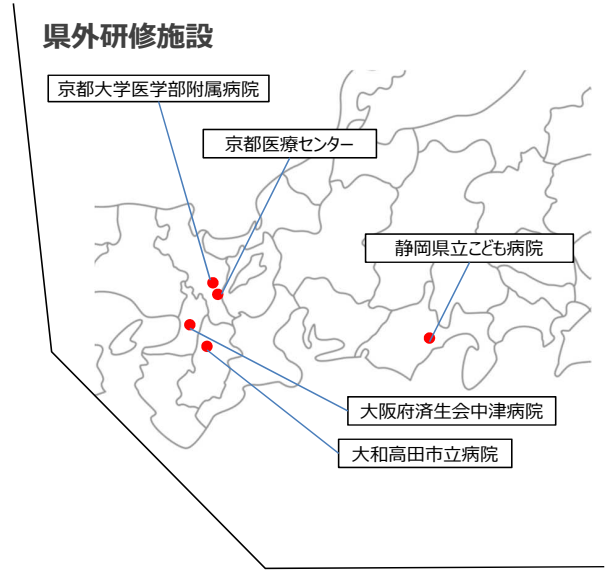 県外研修施設
京都大学医学部附属病院
京都医療センター
静岡県立こども病院
大阪府済生会中津病院
大和高田市立病院